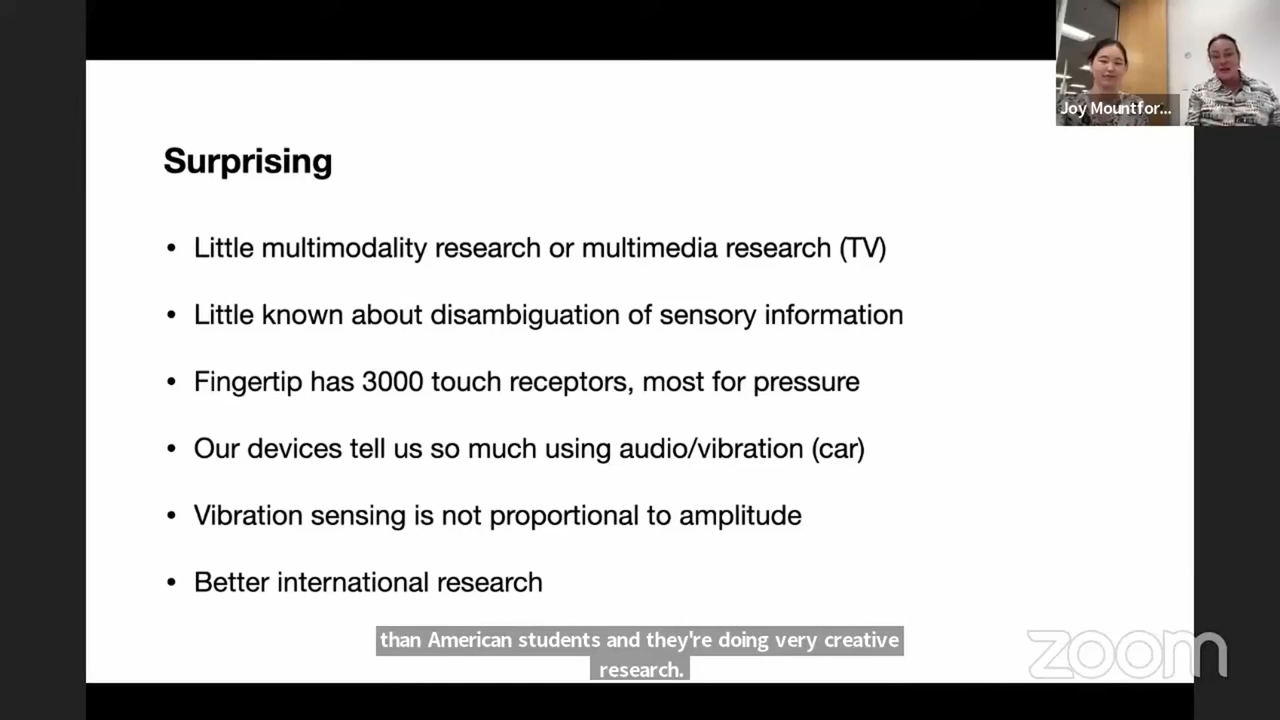 Joy Mountfor...
Surprising
• Little multimodality research or multimedia research (TV)
• Little known about disambiguation of sensory information
• Fingertip has 3000 touch receptors, most for pressure
• Our devices tell us so much using audio/vibration (car)
• Vibration sensing is not proportional to amplitude
• Better international research
than American students and they're doing very creative
research.
zoom